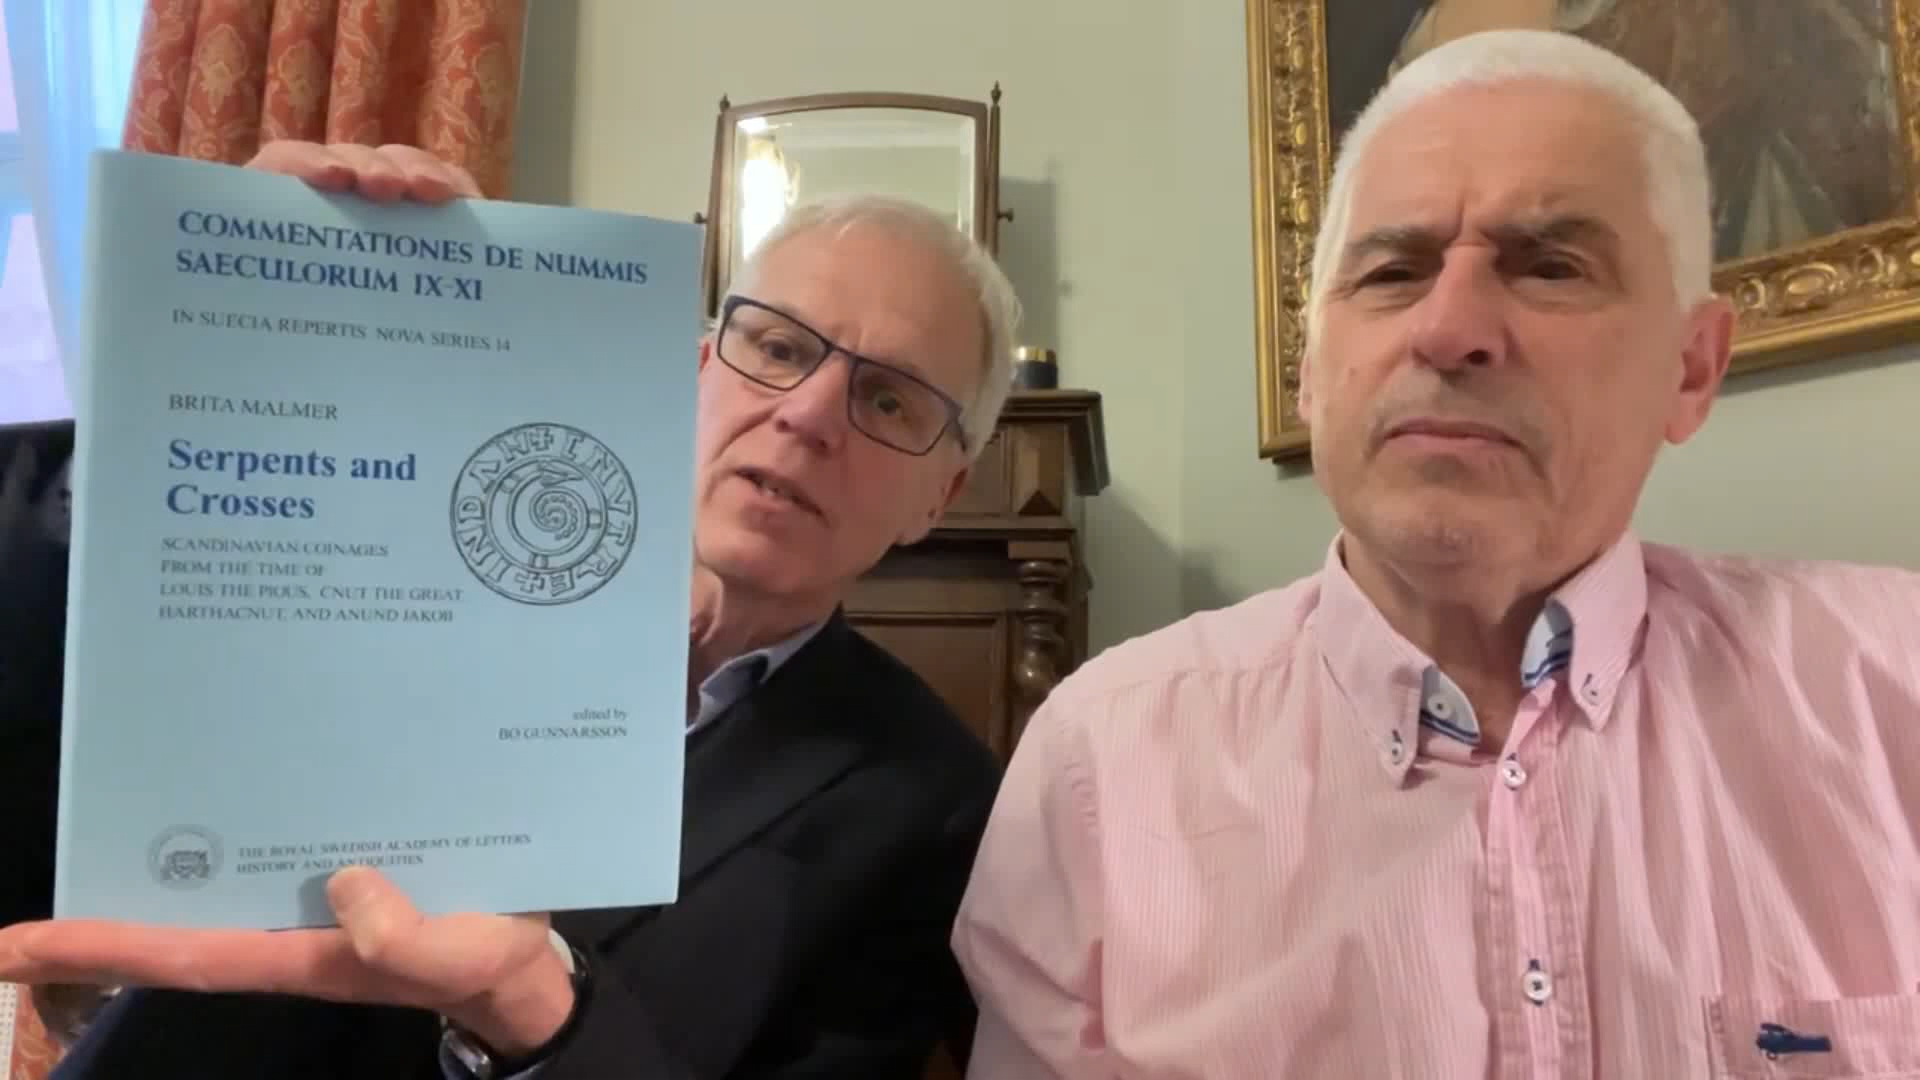 COMMENTATIONES DE NUMMIS
SAECULORUM IX-XI
IN SUECIA REPERTIS NOVA SERIES 14
BRITA MALMER
Serpents and
Crosses
SCANDINAVIAN COINAGES
FROM THE TIME OF
LOUIS THE PIOUS, CNUT THE GREAT
HARTHACNUT, AND ANUND JAKOB
edited by
BO GUNNARSSON
THE ROYAL SWEDISH ACADEMY OF LETTERS
HISTORY AND ANTIQUITIES